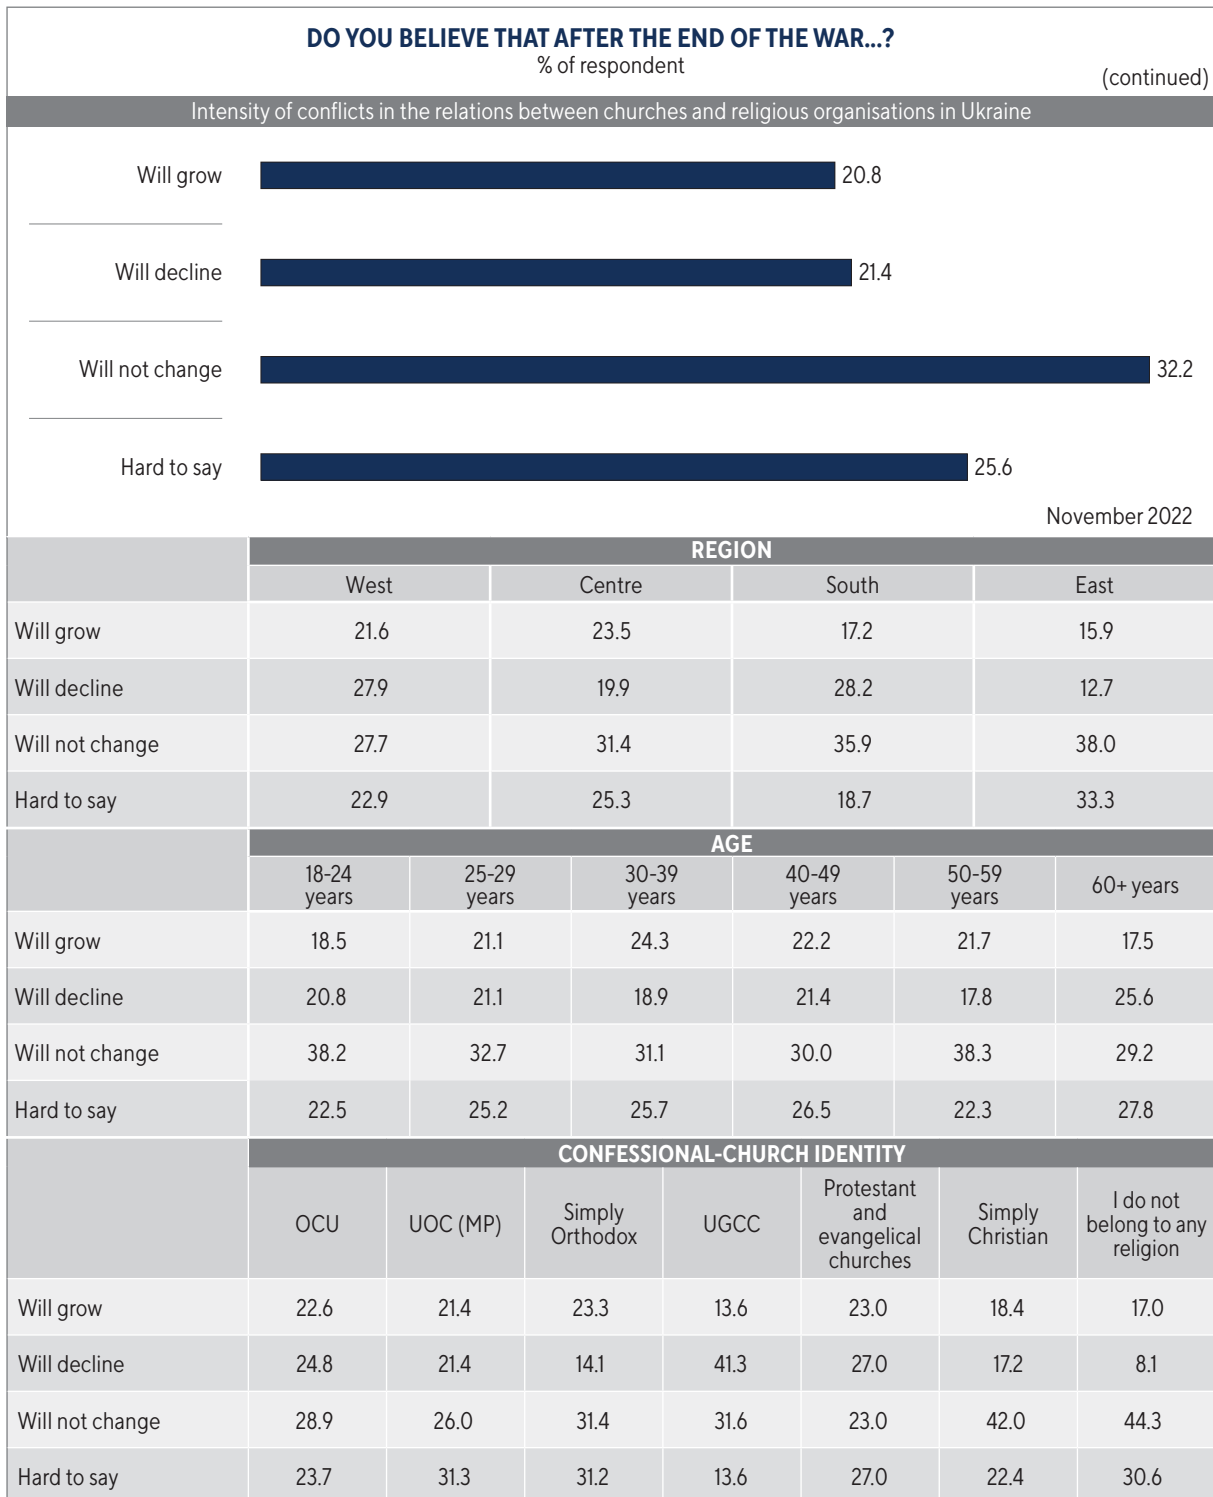 DO YOU BELIEVE THAT AFTER THE END OF THE WAR...?
% of respondent
(continued)
Intensity of conflicts in the relations between churches and religious organisations in Ukraine
Will grow 20.8
Will decline 21.4
Will not change 32.2
Hard to say 25.6
November 2022
REGION
West Centre South East
Will grow 21.6 23.5 17.2 15.9
Will decline 27.9 19.9 28.2 12.7
Will not change 27.7 31.4 35.9 38.0
Hard to say 22.9 25.3 18.7 33.3
AGE
18-24 years 25-29 years 30-39 years 40-49 years 50-59 years 60+ years
Will grow 18.5 21.1 24.3 22.2 21.7 17.5
Will decline 20.8 21.1 18.9 21.4 17.8 25.6
Will not change 38.2 32.7 31.1 30.0 38.3 29.2
Hard to say 22.5 25.2 25.7 26.5 22.3 27.8
CONFESSIONAL-CHURCH IDENTITY
OCU UOC (MP) Simply Orthodox UGCC Protestant and evangelical churches Simply Christian I do not belong to any religion
Will grow 22.6 21.4 23.3 13.6 23.0 18.4 17.0
Will decline 24.8 21.4 14.1 41.3 27.0 17.2 8.1
Will not change 28.9 26.0 31.4 31.6 23.0 42.0 44.3
Hard to say 23.7 31.3 31.2 13.6 27.0 22.4 30.6